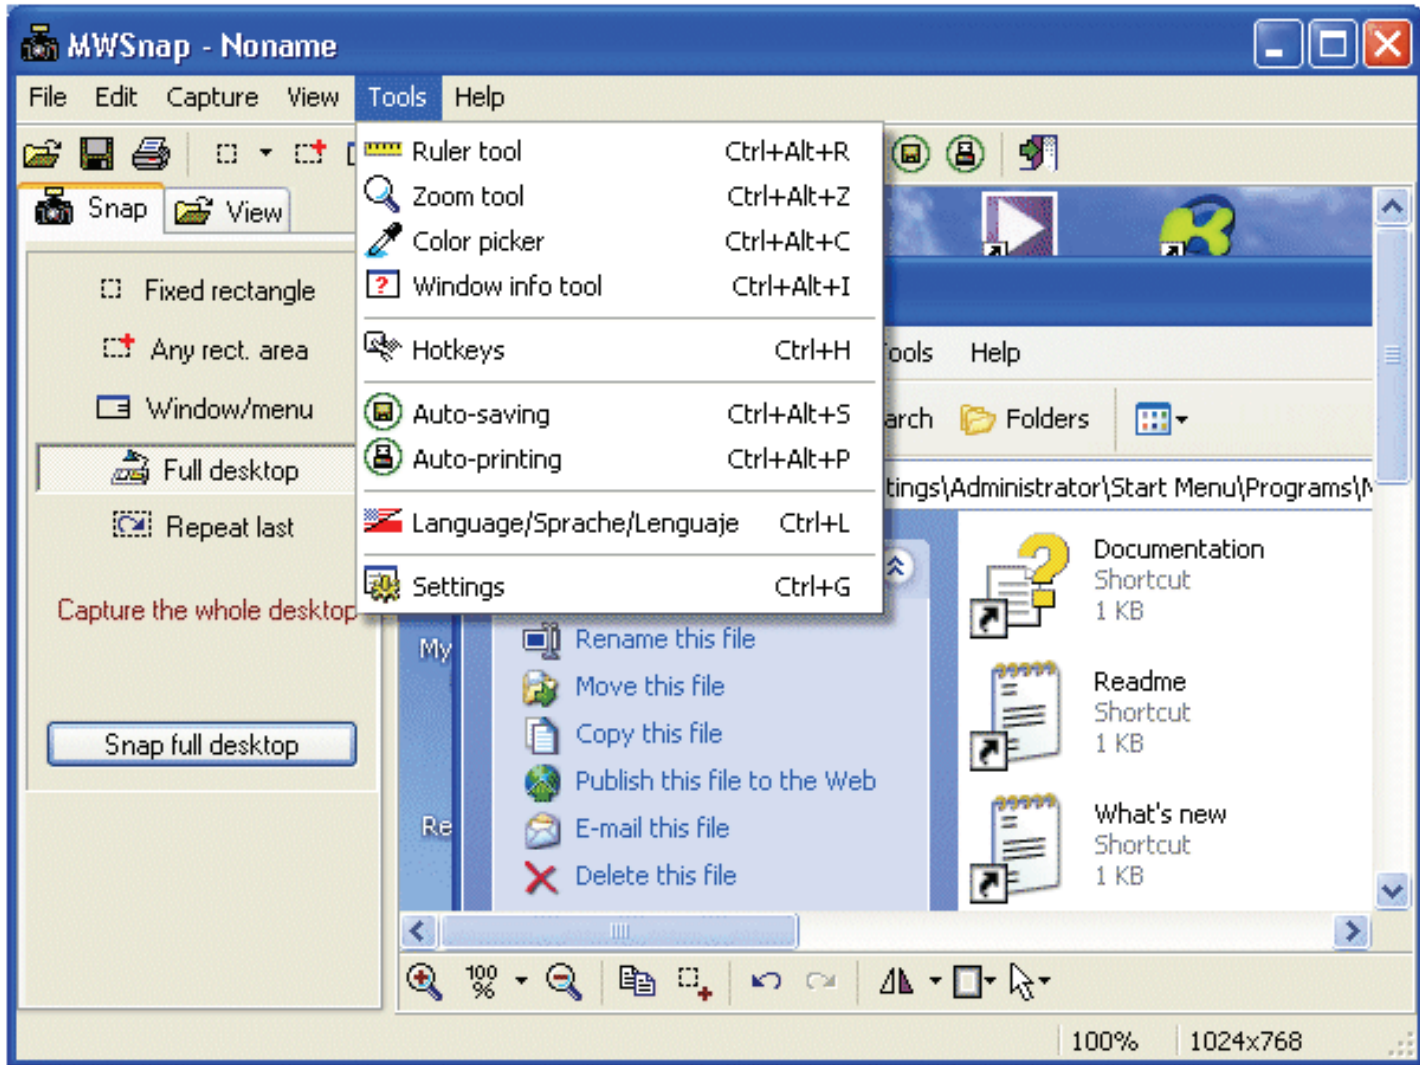 MWSnap - Noname
File Edit Capture View Tools Help
Ruler tool Ctrl+Alt+R
Zoom tool Ctrl+Alt+Z
Color picker Ctrl+Alt+C
Window info tool Ctrl+Alt+I
Hotkeys Ctrl+H
Auto-saving Ctrl+Alt+S
Auto-printing Ctrl+Alt+P
Language/Sprache/Lenguaje Ctrl+L
Settings Ctrl+G
Snap View
Fixed rectangle
Any rect. area
Window/menu
Full desktop
Repeat last
Capture the whole desktop
Snap full desktop
ools Help
arch Folders
tings\Administrator\Start Menu\Programs\M
My
Re
Rename this file
Move this file
Copy this file
Publish this file to the Web
E-mail this file
Delete this file
Documentation
Shortcut
1 KB
Readme
Shortcut
1 KB
What's new
Shortcut
1 KB
100
%
100% 1024x768